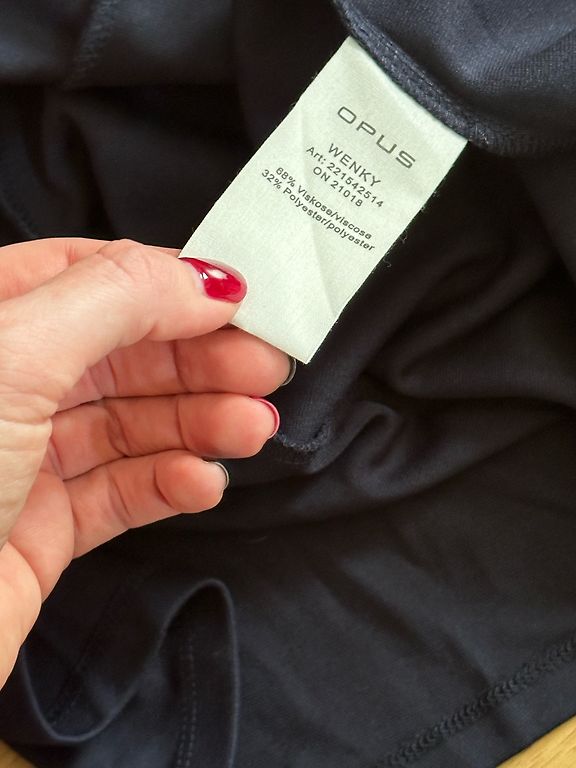 OPUS
WENKY
Art: 221542514
ON 21018
68% Viskose/viscose
32% Polyester/polyester